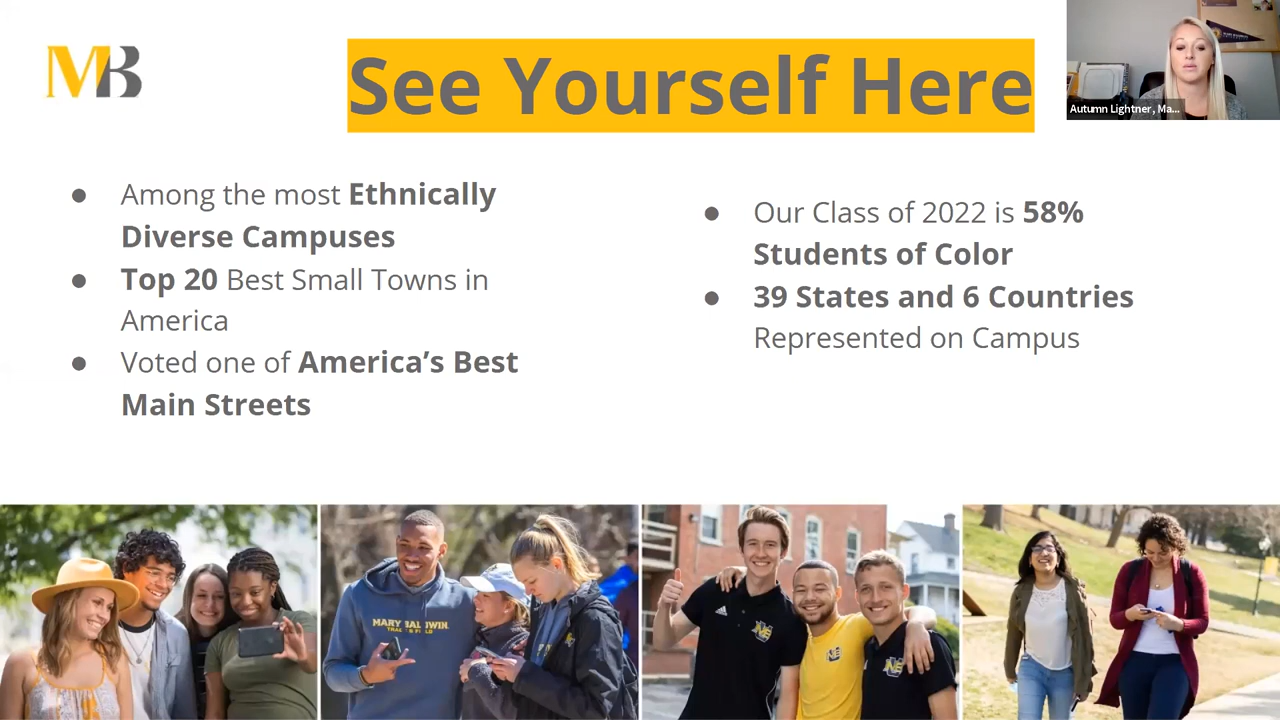 MB
See Yourself Here
Autumn Lightner, Ma...
● Among the most Ethnically
Diverse Campuses
● Top 20 Best Small Towns in
America
● Voted one of America’s Best
Main Streets
● Our Class of 2022 is 58%
Students of Color
● 39 States and 6 Countries
Represented on Campus
MARY BALDWIN